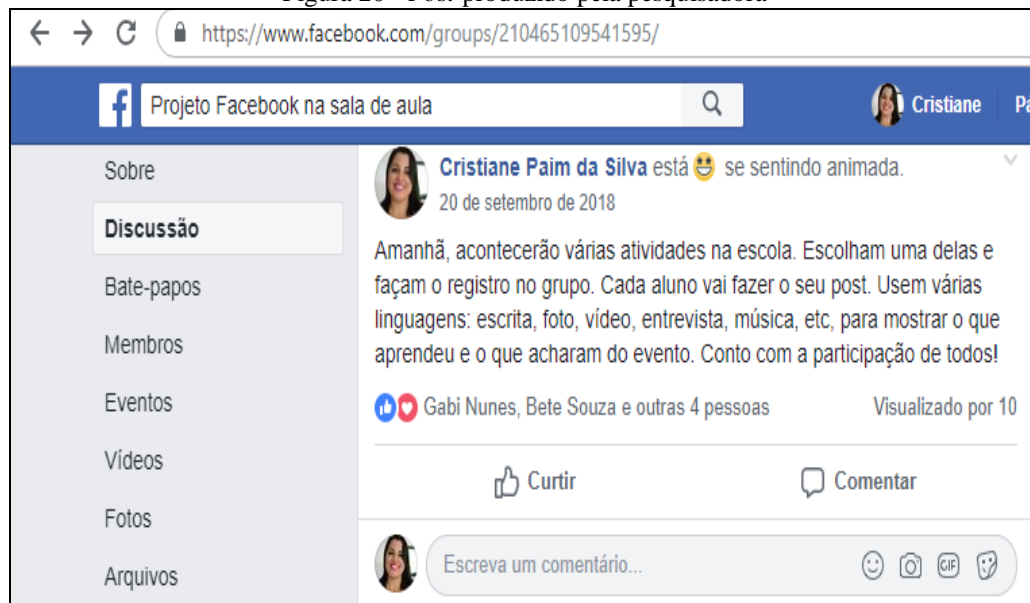 https://www.facebook.com/groups/210465109541595/
Projeto Facebook na sala de aula
Cristiane
Sobre
Discussão
Bate-papos
Membros
Eventos
Vídeos
Fotos
Arquivos
Cristiane Paim da Silva está se sentindo animada.
20 de setembro de 2018
Amanhã, acontecerão várias atividades na escola. Escolham uma delas e
façam o registro no grupo. Cada aluno vai fazer o seu post. Usem várias
linguagens: escrita, foto, vídeo, entrevista, música, etc, para mostrar o que
aprendeu e o que acharam do evento. Conto com a participação de todos!
Gabi Nunes, Bete Souza e outras 4 pessoas Visualizado por 10
Curtir Comentar
Escreva um comentário... GIF